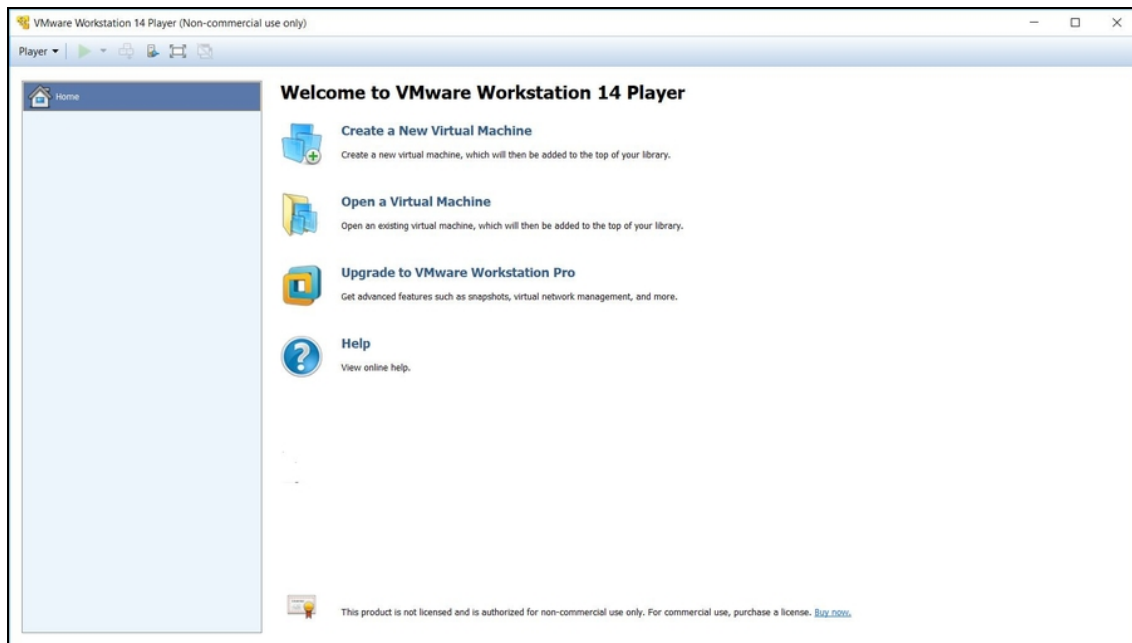 VMware Workstation 14 Player (Non-commercial use only)
Player
Home
Welcome to VMware Workstation 14 Player
Create a New Virtual Machine
Create a new virtual machine, which will then be added to the top of your library.
Open a Virtual Machine
Open an existing virtual machine, which will then be added to the top of your library.
Upgrade to VMware Workstation Pro
Get advanced features such as snapshots, virtual network management, and more.
Help
View online help.
This product is not licensed and is authorized for non-commercial use only. For commercial use, purchase a license. Buy now.